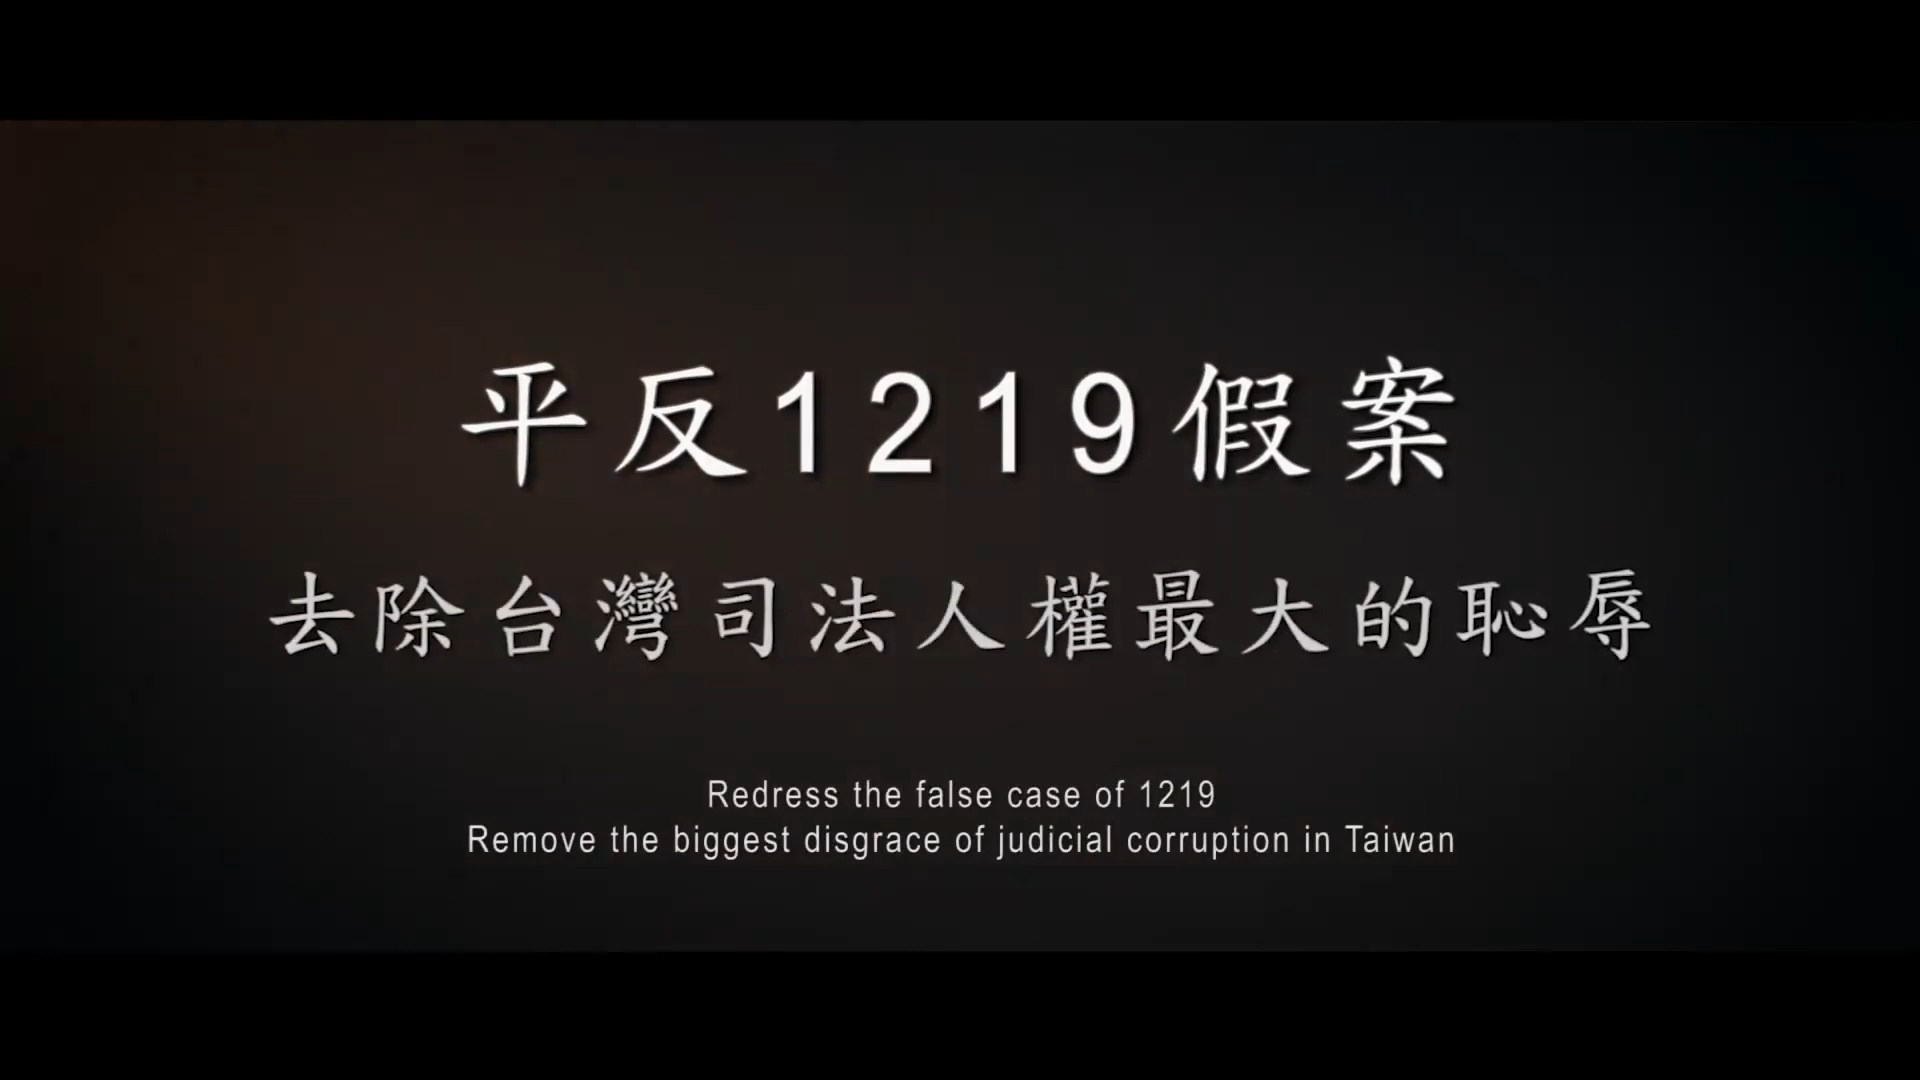 平反1219假案
去除台灣司法人權最大的恥辱
Redress the false case of 1219
Remove the biggest disgrace of judicial corruption in Taiwan